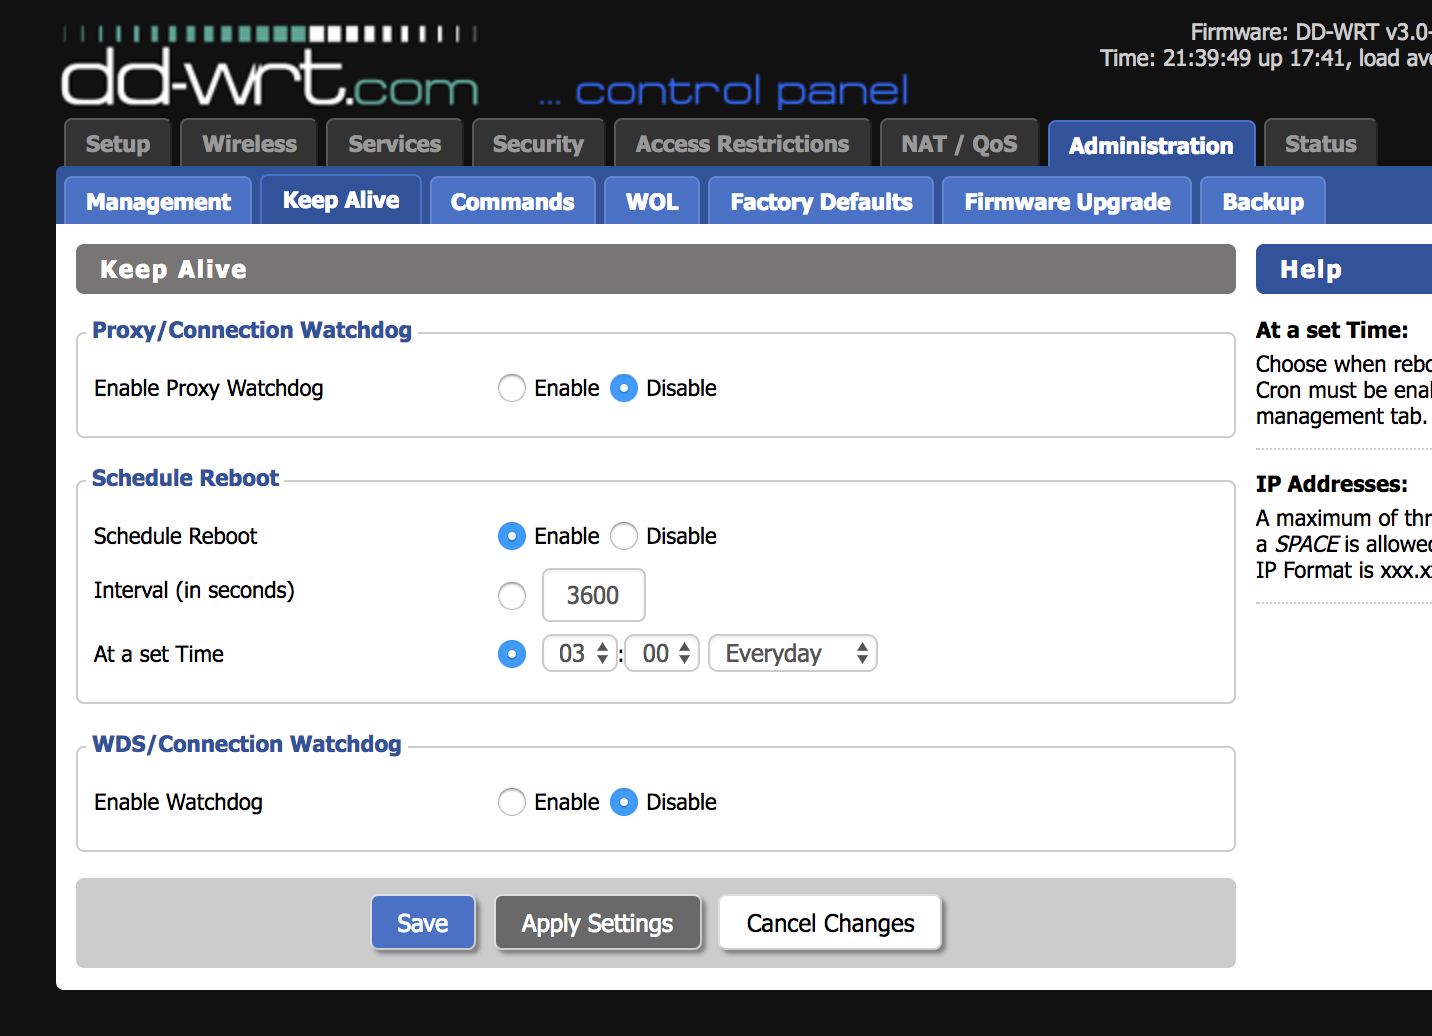 Firmware: DD-WRT v3.0-
Time: 21:39:49 up 17:41, load ave
dd-wrt.com ... control panel
Setup Wireless Services Security Access Restrictions NAT / QoS Administration Status
Management Keep Alive Commands WOL Factory Defaults Firmware Upgrade Backup
Keep Alive
Proxy/Connection Watchdog
Enable Proxy Watchdog Enable Disable
Schedule Reboot
Schedule Reboot Enable Disable
Interval (in seconds) 3600
At a set Time 03 : 00 Everyday
WDS/Connection Watchdog
Enable Watchdog Enable Disable
Save Apply Settings Cancel Changes
Help
At a set Time:
Choose when rebo
Cron must be enal
management tab.
IP Addresses:
A maximum of thr
a SPACE is allowed
IP Format is xxx.x